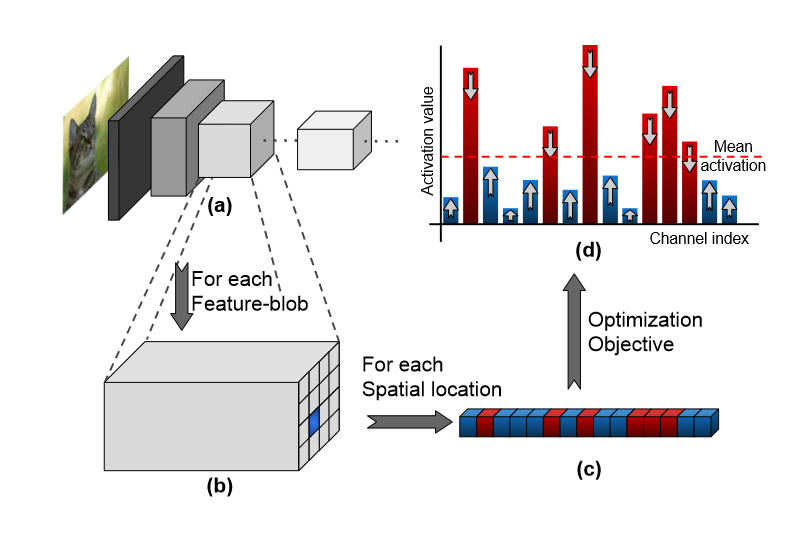 (a)
For each
Feature-blob
(b)
For each
Spatial location
(c)
Optimization
Objective
Activation value
Mean
activation
Channel index
(d)